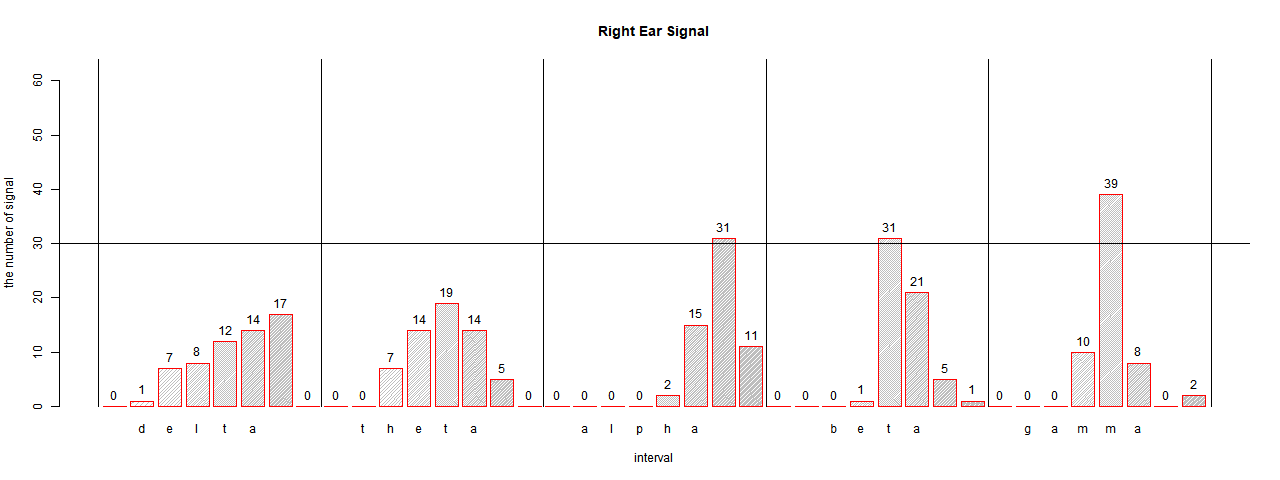 Right Ear Signal
the number of signal
60
50
40
30
20
10
0
0 1 7 8 12 14 17 0 0 0 7 14 19 14 5 0 0 0 0 0 2 15 31 11 0 0 0 1 31 21 5 1 0 0 0 10 39 8 0 2
d e l t a t h e t a a l p h a b e t a g a m m a
interval